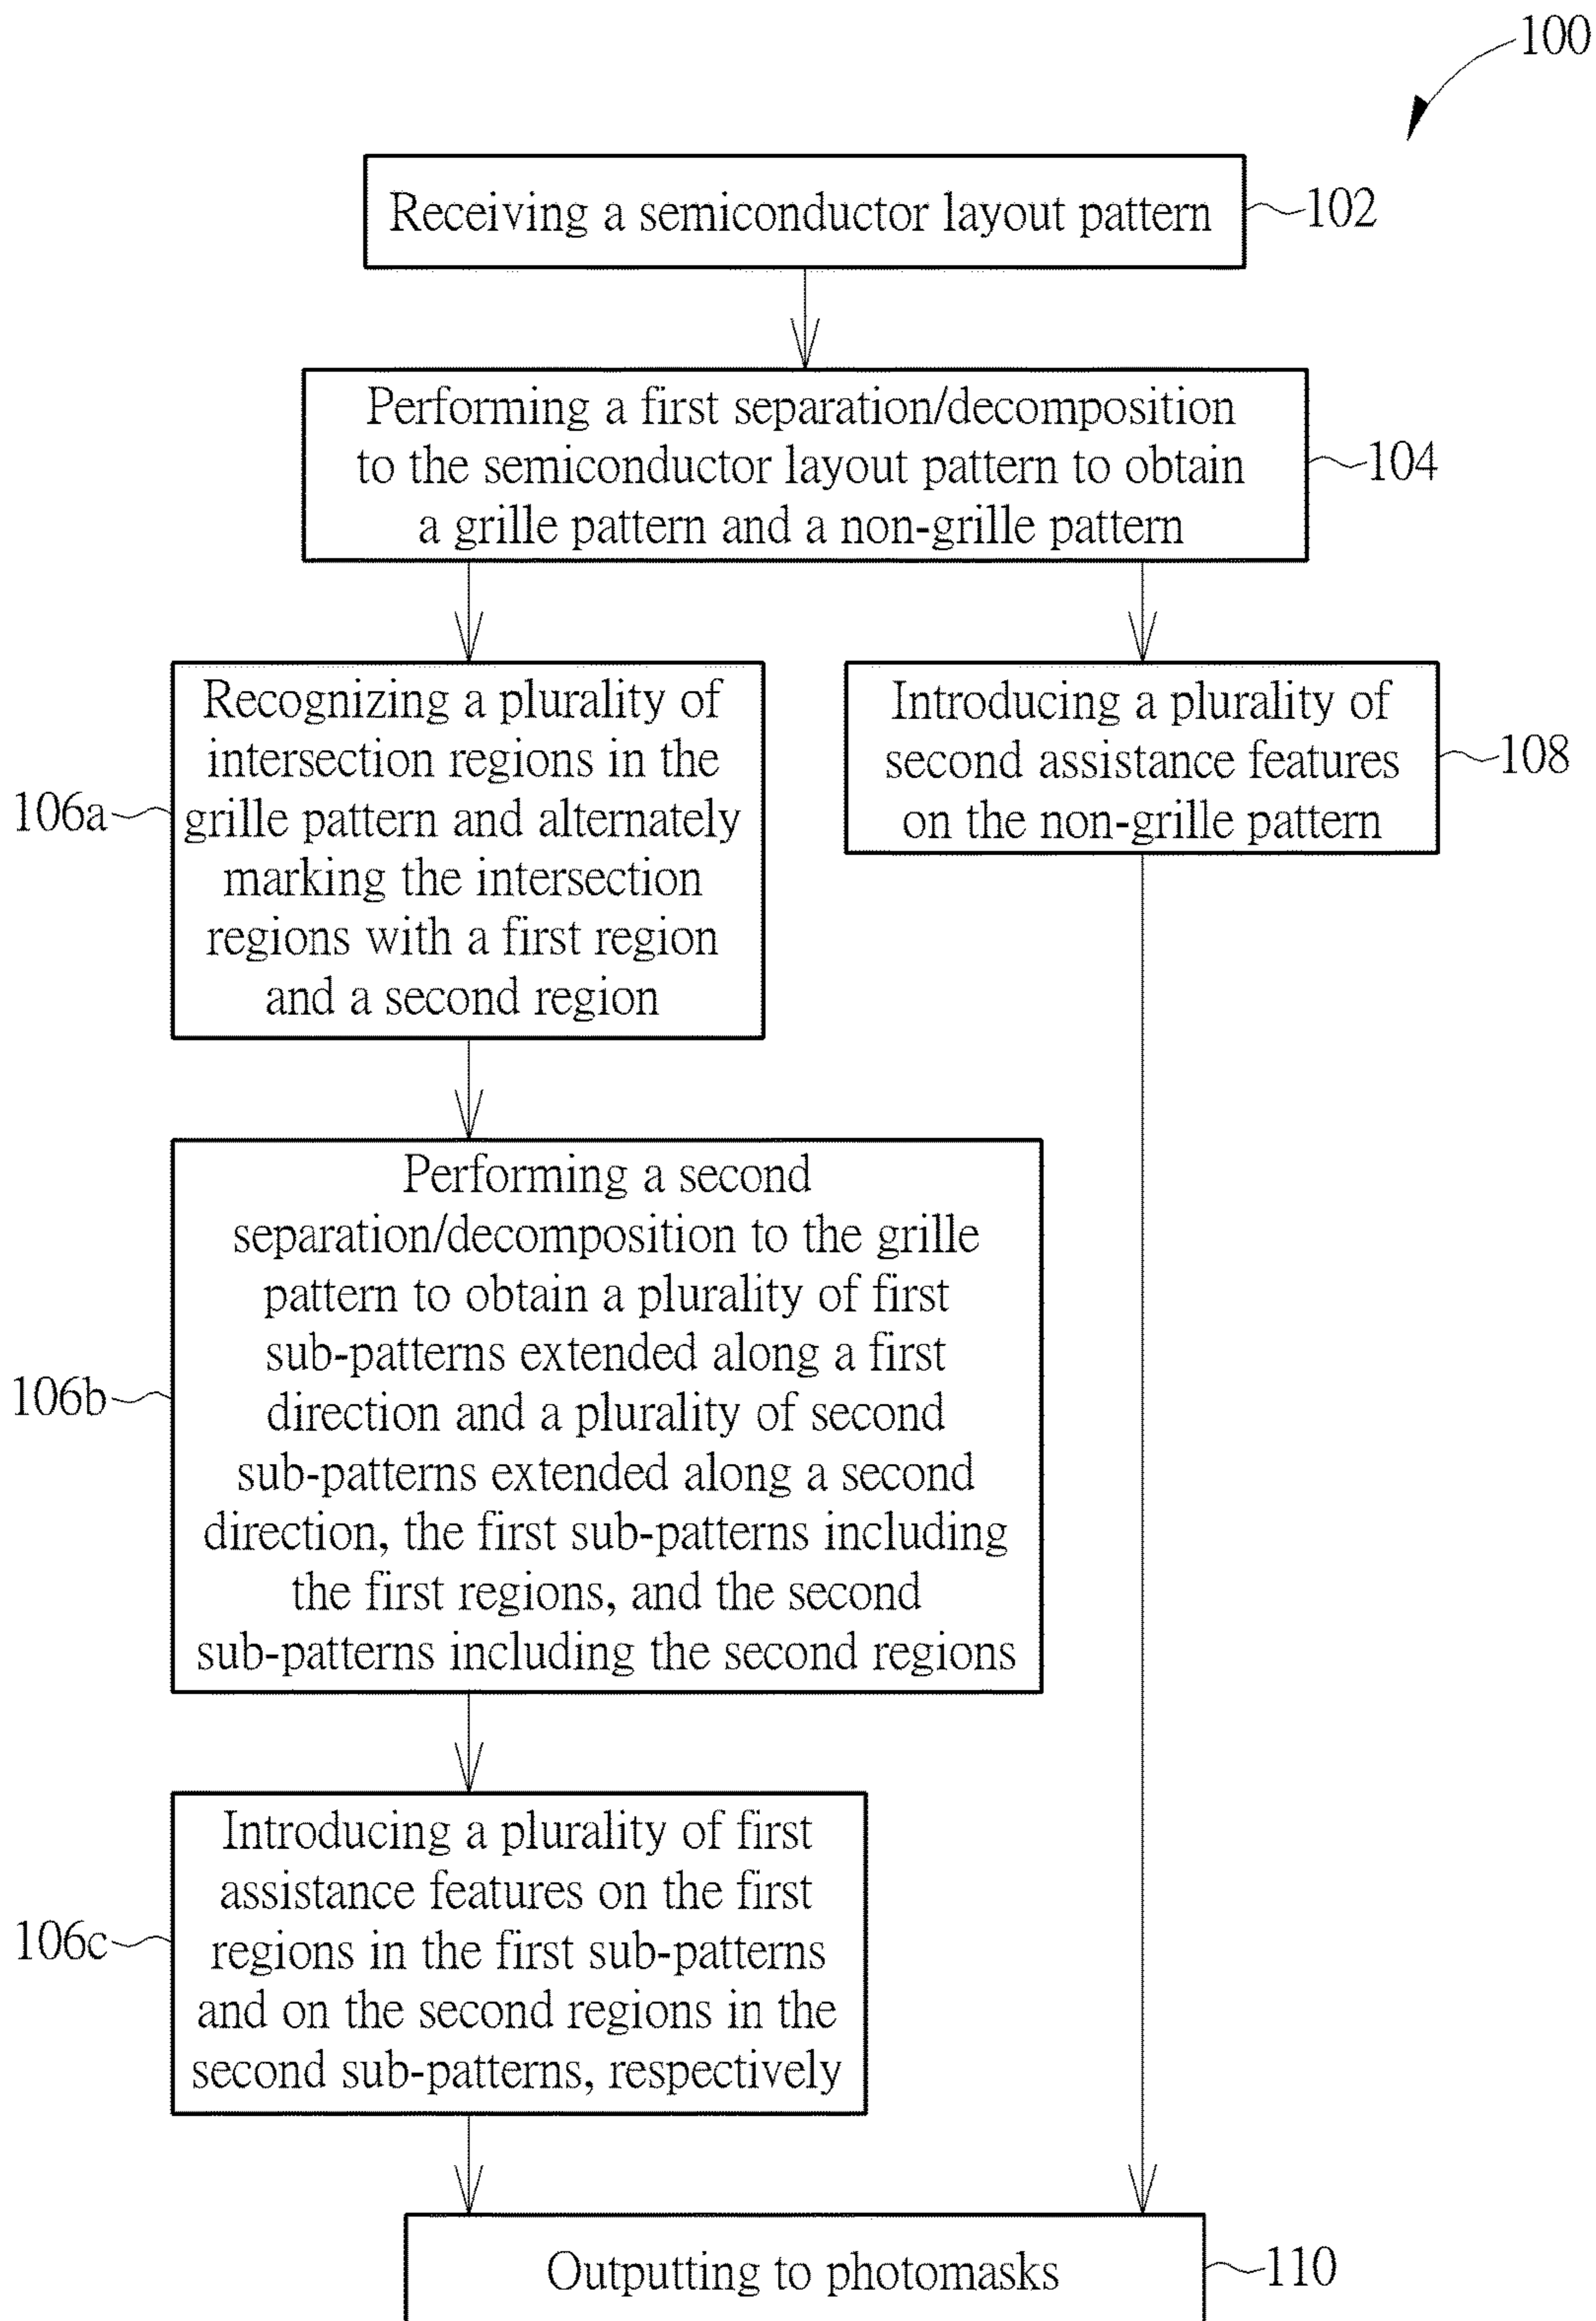 100
Receiving a semiconductor layout pattern
102
Performing a first separation/decomposition
to the semiconductor layout pattern to obtain
a grille pattern and a non-grille pattern
104
Recognizing a plurality of
intersection regions in the
grille pattern and alternately
marking the intersection
regions with a first region
and a second region
106a
Introducing a plurality of
second assistance features
on the non-grille pattern
108
Performing a second
separation/decomposition to the grille
pattern to obtain a plurality of first
sub-patterns extended along a first
direction and a plurality of second
sub-patterns extended along a second
direction, the first sub-patterns including
the first regions, and the second
sub-patterns including the second regions
106b
Introducing a plurality of first
assistance features on the first
regions in the first sub-patterns
and on the second regions in the
second sub-patterns, respectively
106c
Outputting to photomasks
110